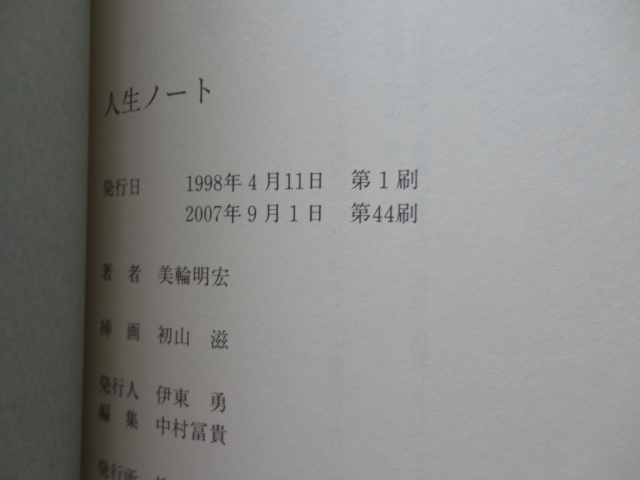 人生ノート
発行日 1998年4月11日 第1刷
2007年9月1日 第44刷
著者 美輪明宏
挿画 初山 滋
発行人 伊東 勇
編集 中村冨貴
発行所